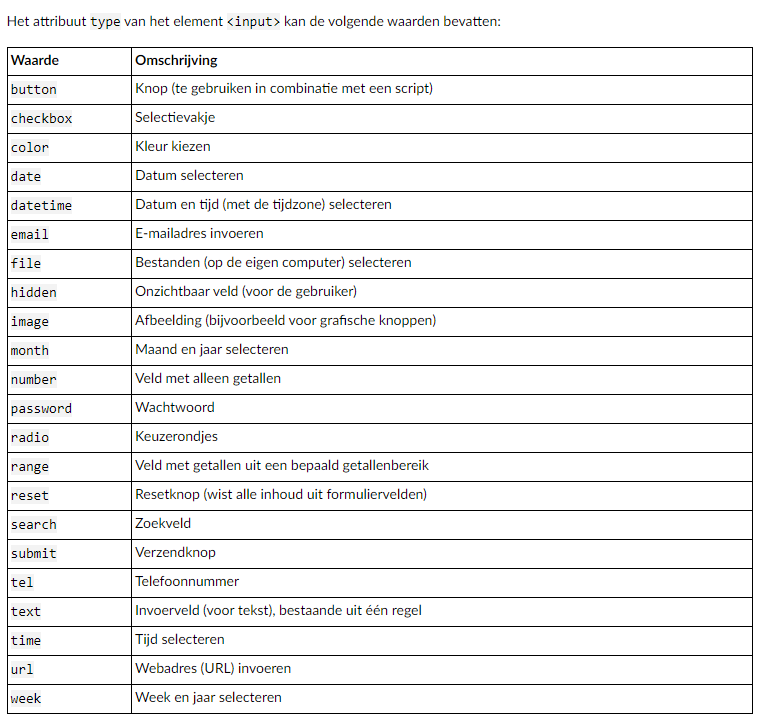 Het attribuut type van het element <input> kan de volgende waarden bevatten:
Waarde Omschrijving
button Knop (te gebruiken in combinatie met een script)
checkbox Selectievakje
color Kleur kiezen
date Datum selecteren
datetime Datum en tijd (met de tijdzone) selecteren
email E-mailadres invoeren
file Bestanden (op de eigen computer) selecteren
hidden Onzichtbaar veld (voor de gebruiker)
image Afbeelding (bijvoorbeeld voor grafische knoppen)
month Maand en jaar selecteren
number Veld met alleen getallen
password Wachtwoord
radio Keuzerondjes
range Veld met getallen uit een bepaald getallenbereik
reset Resetknop (wist alle inhoud uit formuliervelden)
search Zoekveld
submit Verzendknop
tel Telefoonnummer
text Invoerveld (voor tekst), bestaande uit één regel
time Tijd selecteren
url Webadres (URL) invoeren
week Week en jaar selecteren